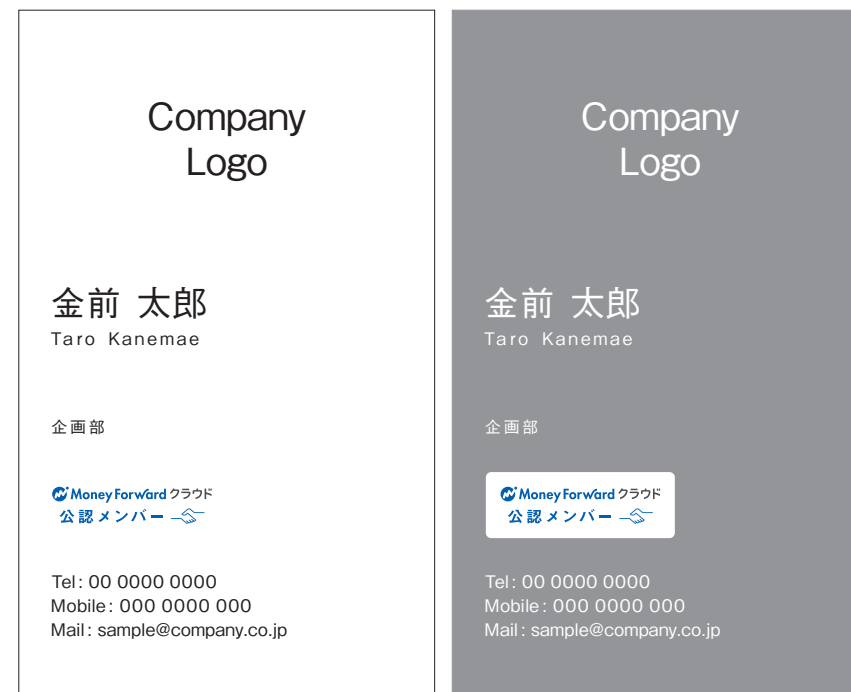 Company
Logo
金前 太郎
Taro Kanemae
企画部
Money Forward クラウド
公認メンバー
Tel: 00 0000 0000
Mobile: 000 0000 000
Mail: sample@company.co.jp
Company
Logo
金前 太郎
Taro Kanemae
企画部
Money Forward クラウド
公認メンバー
Tel: 00 0000 0000
Mobile: 000 0000 000
Mail: sample@company.co.jp